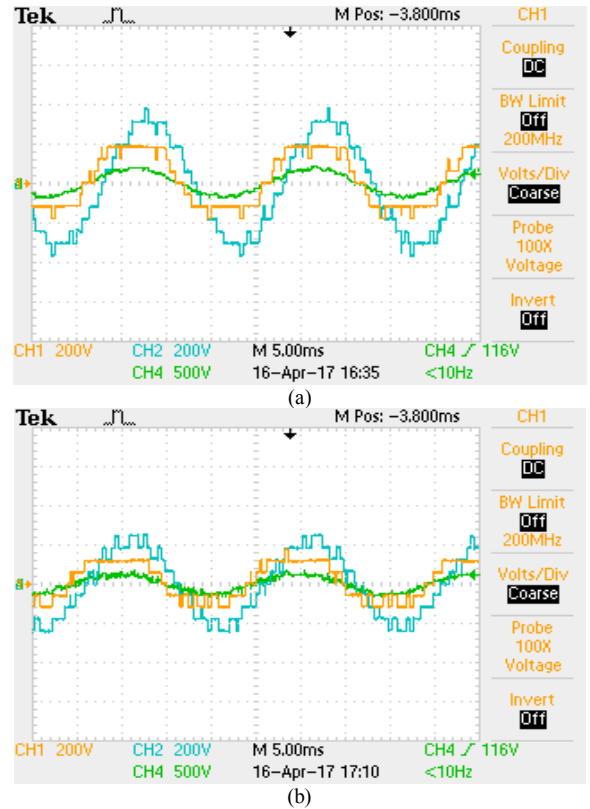 Tek M Pos: -3.800ms CH1
Coupling
DC
BW Limit
Off
200MHz
Volts/Div
Coarse
Probe
100X
Voltage
Invert
Off
CH1 200V CH2 200V M 5.00ms CH4 116V
CH4 500V 16-Apr-17 16:35 <10Hz
(a)
Tek M Pos: -3.800ms CH1
Coupling
DC
BW Limit
Off
200MHz
Volts/Div
Coarse
Probe
100X
Voltage
Invert
Off
CH1 200V CH2 200V M 5.00ms CH4 116V
CH4 500V 16-Apr-17 17:10 <10Hz
(b)